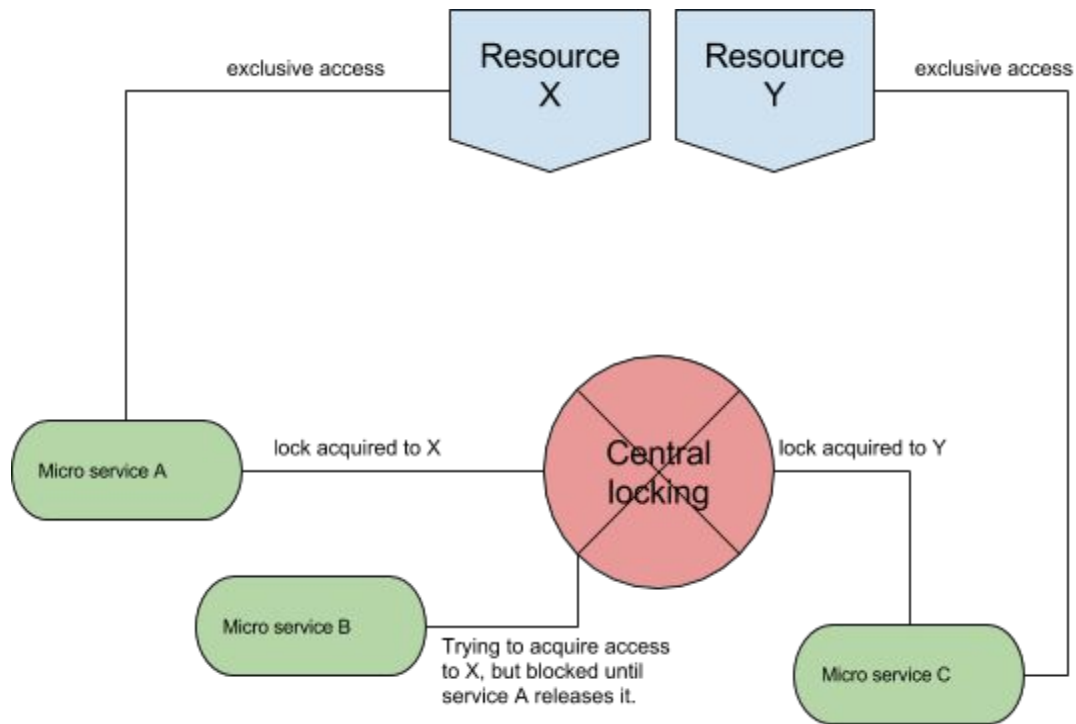 Resource
X
Resource
Y
exclusive access
exclusive access
Micro service A
lock acquired to X
Central
locking
lock acquired to Y
Micro service B
Trying to acquire access
to X, but blocked until
service A releases it.
Micro service C